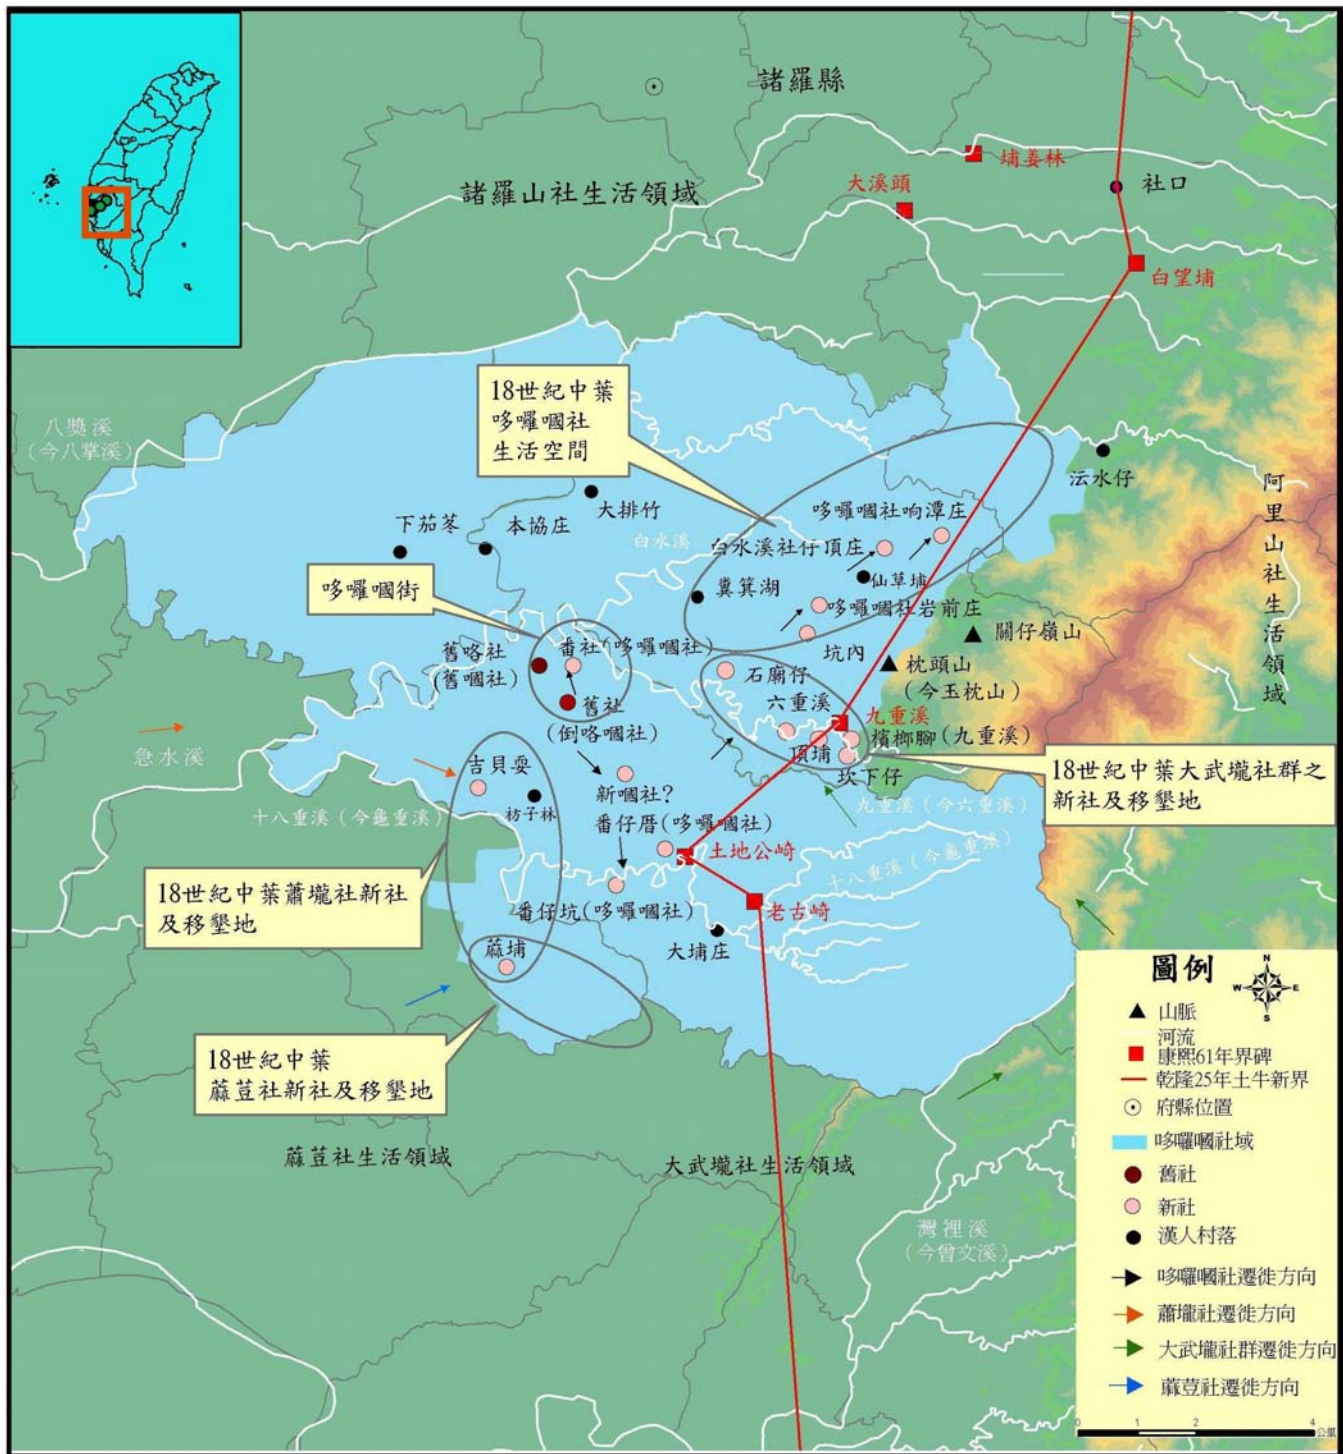 諸羅縣
埔姜林
大溪頭
社口
諸羅山社生活領域
白望埔
18世紀中葉
哆囉嘓社
生活空間
八獎溪
(今八掌溪)
沄水仔
阿里山社生活領域
大排竹
哆囉嘓社响潭庄
下茄苳
本協庄
白水溪
白水溪社仔頂庄
仙草埔
哆囉嘓街
糞箕湖
哆囉嘓社岩前庄
關仔嶺山
舊咯社
(舊嘓社)
番社(哆囉嘓社)
坑內
枕頭山
(今玉枕山)
石廟仔
舊社
(倒咯嘓社)
六重溪
九重溪
檳榔腳(九重溪)
頂埔
坎下仔
18世紀中葉大武壠社群之
新社及移墾地
急水溪
吉貝耍
新嘓社?
枋子林
十八重溪(今龜重溪)
番仔厝(哆囉嘓社)
九重溪(今六重溪)
土地公崎
十八重溪(今龜重溪)
18世紀中葉蕭壠社新社
及移墾地
番仔坑(哆囉嘓社)
老古崎
大埔庄
蔴埔
18世紀中葉
蔴荳社新社及移墾地
蔴荳社生活領域
大武壠社生活領域
灣裡溪
(今曾文溪)
圖例
N
W E
S
山脈
河流
康熙61年界碑
乾隆25年土牛新界
府縣位置
哆囉嘓社域
舊社
新社
漢人村落
哆囉嘓社遷徙方向
蕭壠社遷徙方向
大武壠社群遷徙方向
蔴荳社遷徙方向
0 1 2 4
公里